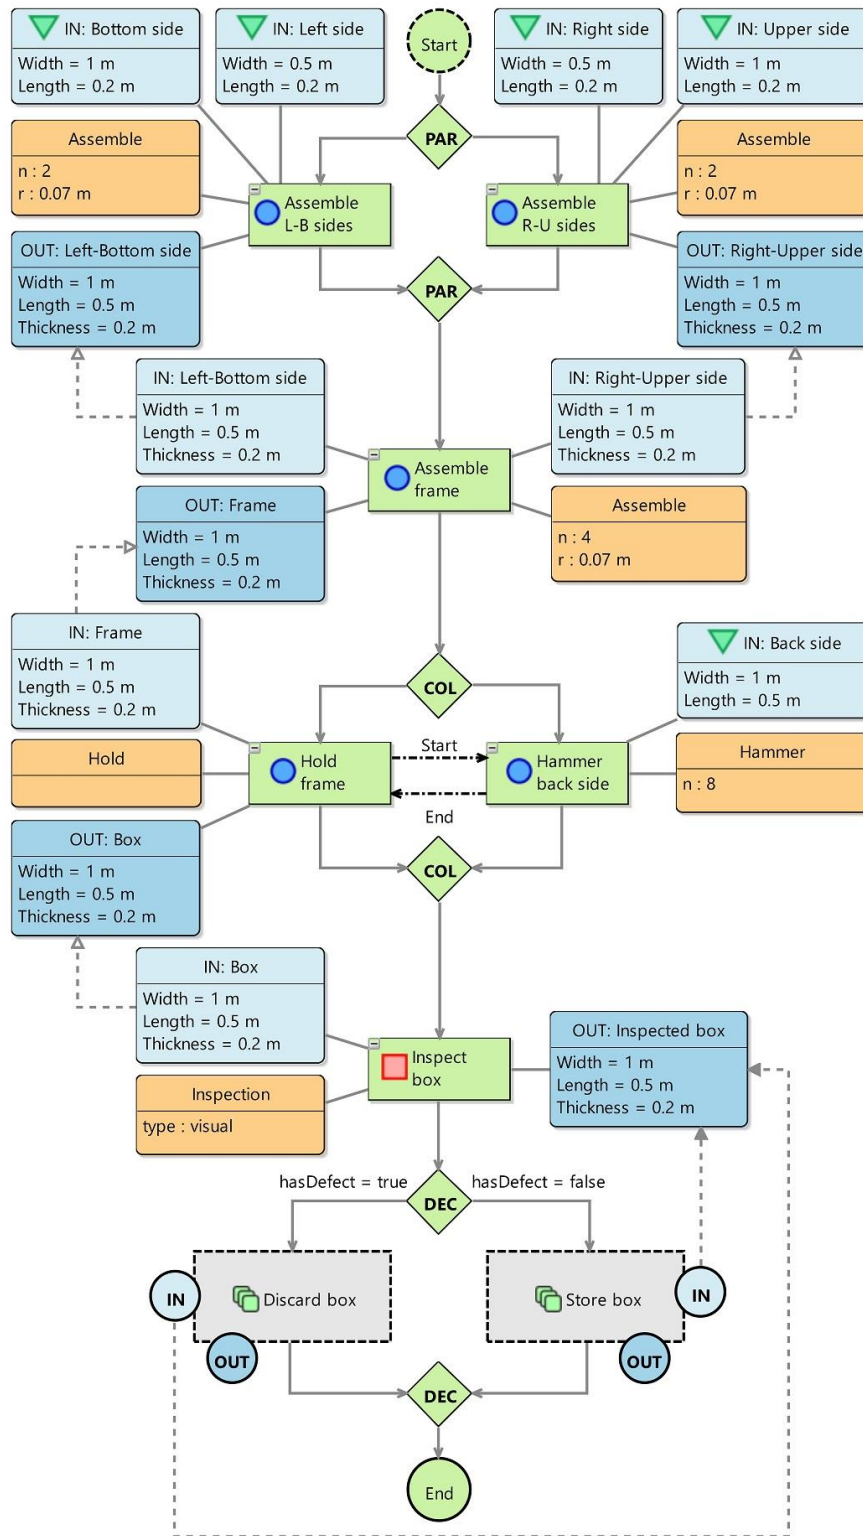 IN: Bottom side
Width = 1 m
Length = 0.2 m
IN: Left side
Width = 0.5 m
Length = 0.2 m
Start
IN: Right side
Width = 0.5 m
Length = 0.2 m
IN: Upper side
Width = 1 m
Length = 0.2 m
PAR
Assemble
n : 2
r : 0.07 m
Assemble
L-B sides
Assemble
R-U sides
Assemble
n : 2
r : 0.07 m
OUT: Left-Bottom side
Width = 1 m
Length = 0.5 m
Thickness = 0.2 m
PAR
OUT: Right-Upper side
Width = 1 m
Length = 0.5 m
Thickness = 0.2 m
IN: Left-Bottom side
Width = 1 m
Length = 0.5 m
Thickness = 0.2 m
IN: Right-Upper side
Width = 1 m
Length = 0.5 m
Thickness = 0.2 m
Assemble
frame
OUT: Frame
Width = 1 m
Length = 0.5 m
Thickness = 0.2 m
Assemble
n : 4
r : 0.07 m
IN: Frame
Width = 1 m
Length = 0.5 m
Thickness = 0.2 m
COL
IN: Back side
Width = 1 m
Length = 0.5 m
Hold
Hold
frame
Start
End
Hammer
back side
Hammer
n : 8
OUT: Box
Width = 1 m
Length = 0.5 m
Thickness = 0.2 m
COL
IN: Box
Width = 1 m
Length = 0.5 m
Thickness = 0.2 m
Inspect
box
OUT: Inspected box
Width = 1 m
Length = 0.5 m
Thickness = 0.2 m
Inspection
type : visual
hasDefect = true
DEC
hasDefect = false
IN
Discard box
OUT
Store box
IN
OUT
DEC
End